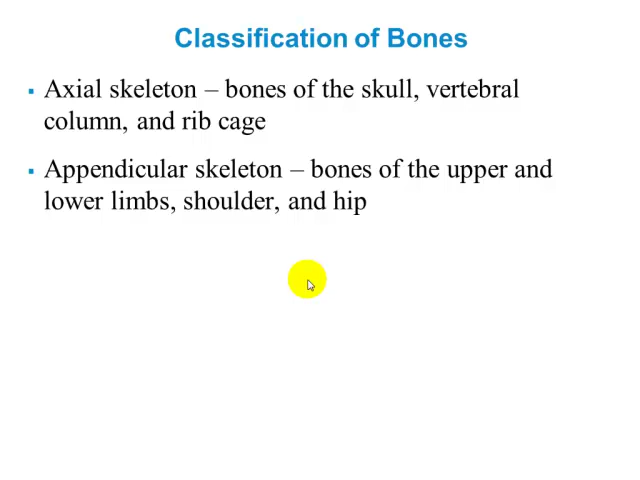 Classification of Bones
▪ Axial skeleton – bones of the skull, vertebral
column, and rib cage
▪ Appendicular skeleton – bones of the upper and
lower limbs, shoulder, and hip